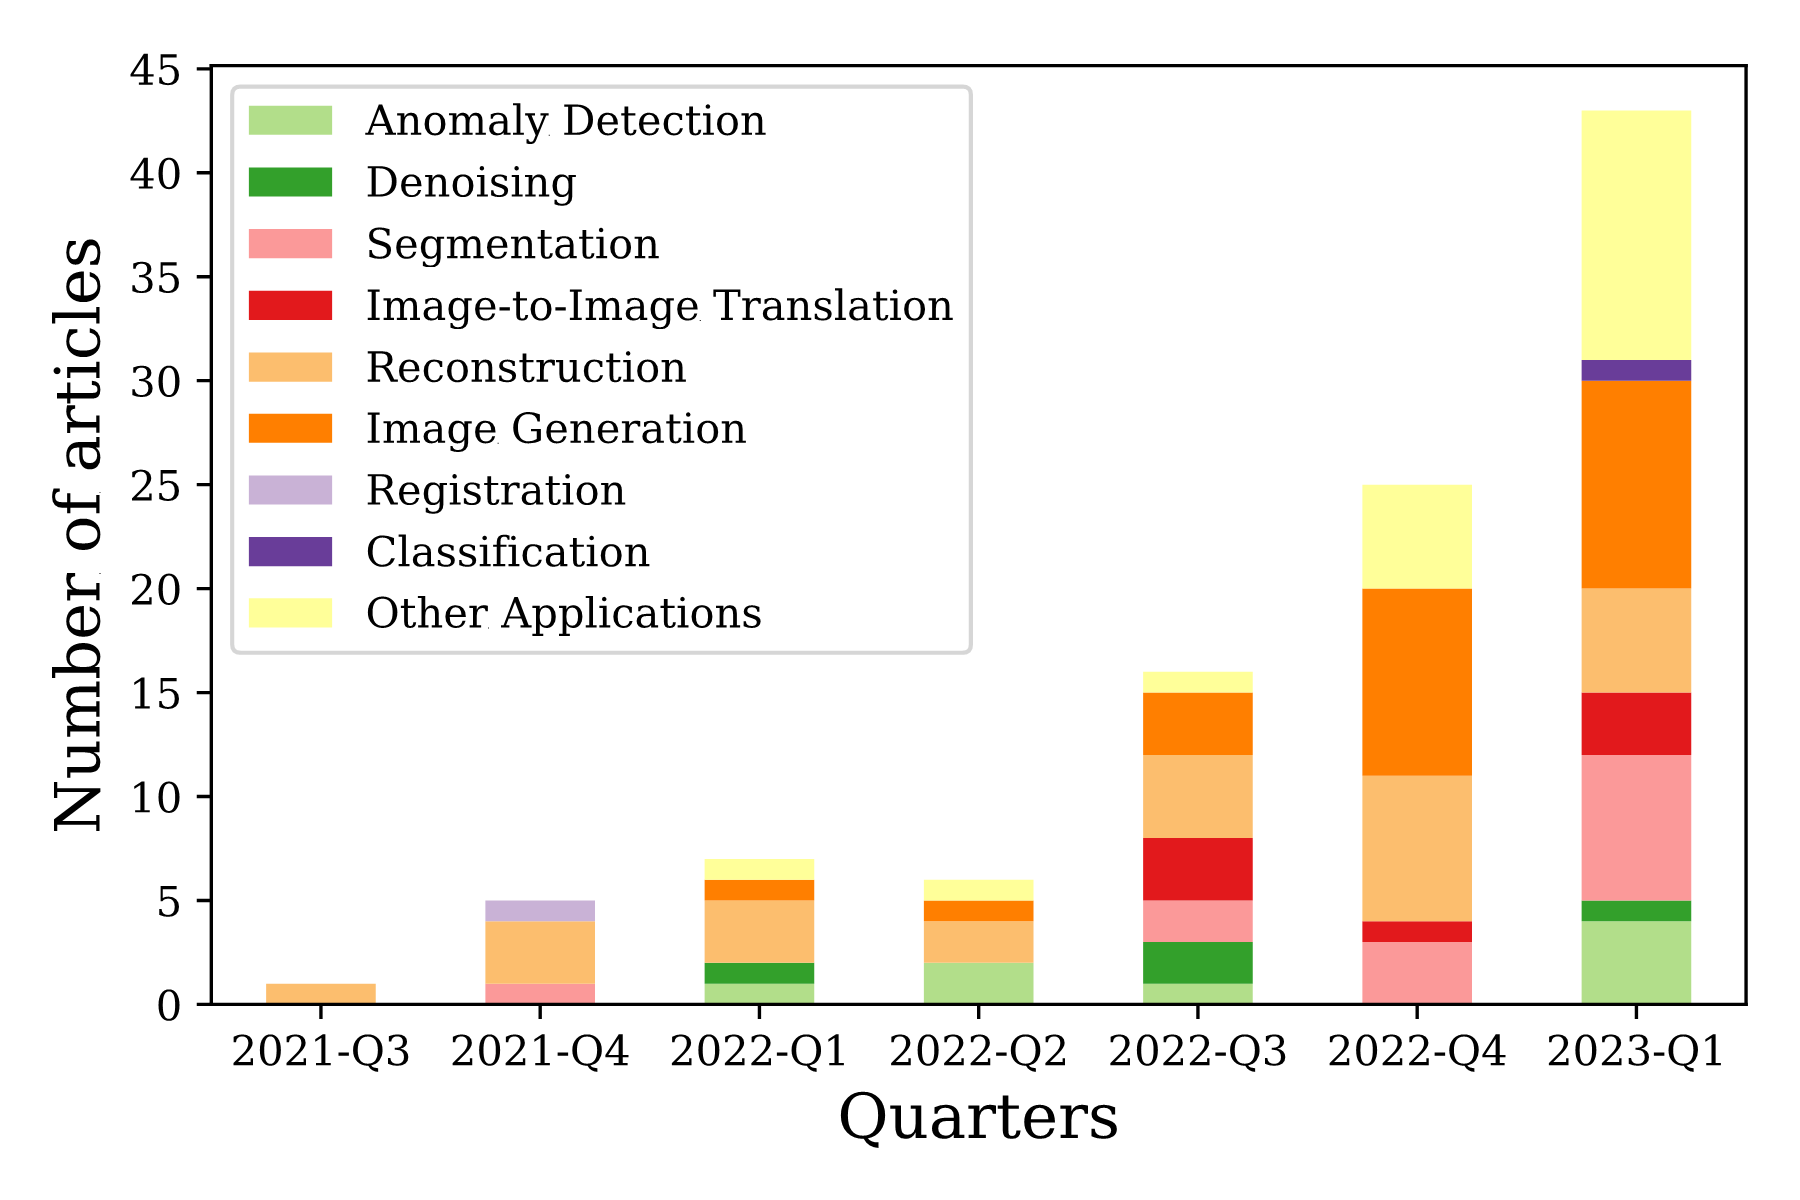 45
40
35
30
25
20
15
10
5
0
Number of articles
Anomaly Detection
Denoising
Segmentation
Image-to-Image Translation
Reconstruction
Image Generation
Registration
Classification
Other Applications
2021-Q3 2021-Q4 2022-Q1 2022-Q2 2022-Q3 2022-Q4 2023-Q1
Quarters